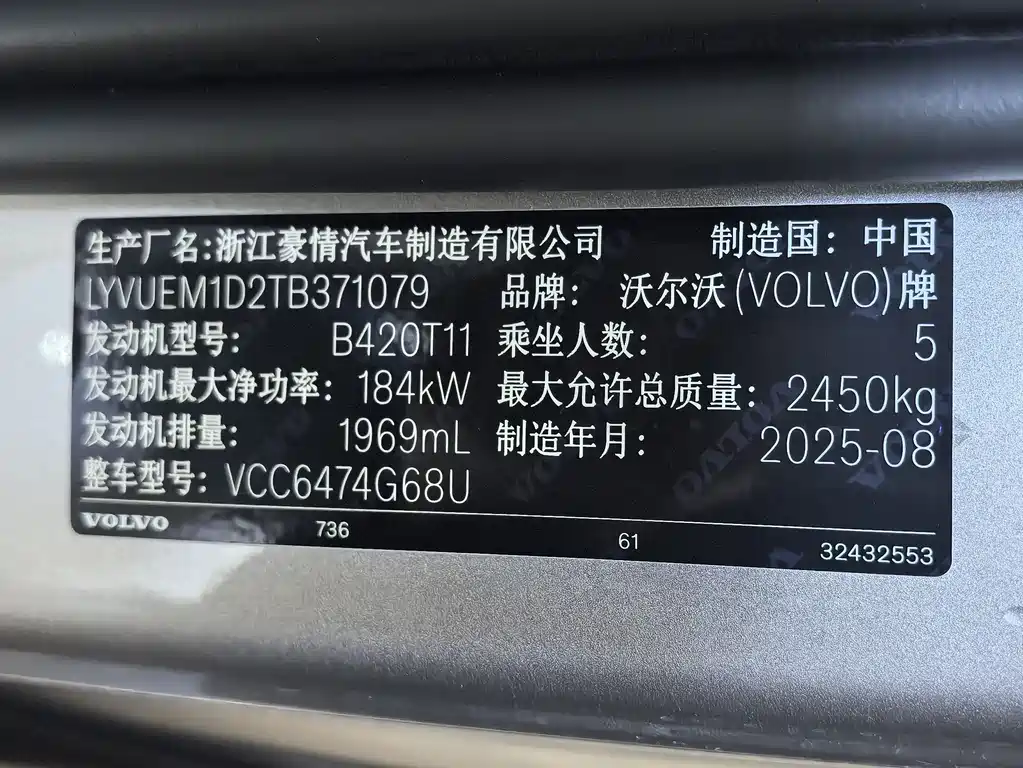 生产厂名:浙江豪情汽车制造有限公司 制造国: 中国
LYVUEM1D2TB371079 品牌: 沃尔沃(VOLVO)牌
发动机型号: B420T11 乘坐人数: 5
发动机最大净功率: 184kW 最大允许总质量: 2450kg
发动机排量: 1969mL 制造年月: 2025-08
整车型号: VCC6474G68U
VOLVO 736 61 32432553